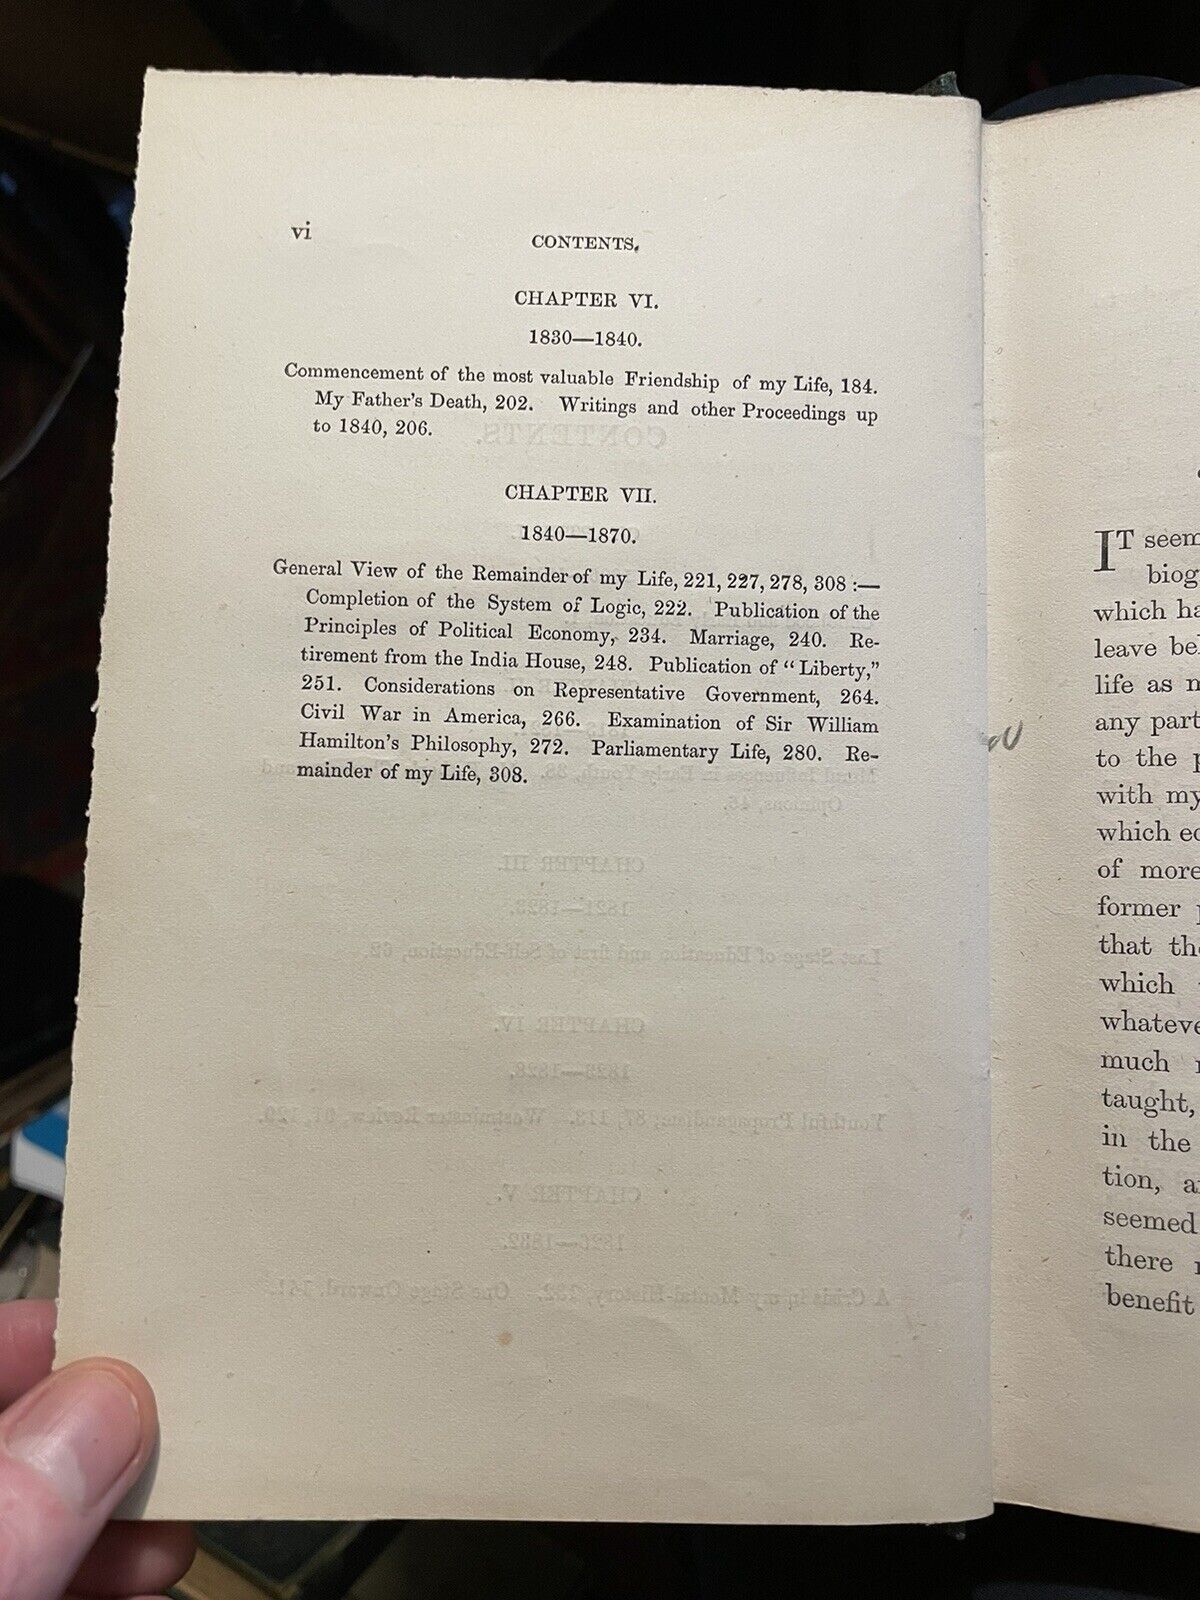 vi
CONTENTS.
CHAPTER VI.
1830—1840.
Commencement of the most valuable Friendship of my Life, 184.
My Father's Death, 202. Writings and other Proceedings up
to 1840, 206.
CHAPTER VII.
1840—1870.
General View of the Remainder of my Life, 221, 227, 278, 308 :—
Completion of the System of Logic, 222. Publication of the
Principles of Political Economy, 234. Marriage, 240. Re-
tirement from the India House, 248. Publication of "Liberty,"
251. Considerations on Representative Government, 264.
Civil War in America, 266. Examination of Sir William
Hamilton's Philosophy, 272. Parliamentary Life, 280. Re-
mainder of my Life, 308.
IT seem
biog
which ha
leave be
life as m
any part
to the p
with my
which ed
of more
former p
that the
which
whateve
much
taught,
in the
tion, a
seemed
there
benefit